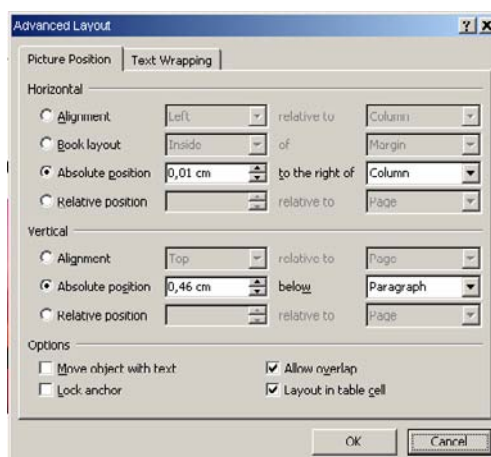 Advanced Layout
Picture Position Text Wrapping
Horizontal
Alignment Left relative to Column
Book layout Inside of Margin
Absolute position 0,01 cm to the right of Column
Relative position relative to Page
Vertical
Alignment Top relative to Page
Absolute position 0,46 cm below Paragraph
Relative position relative to Page
Options
Move object with text Allow overlap
Lock anchor Layout in table cell
OK Cancel